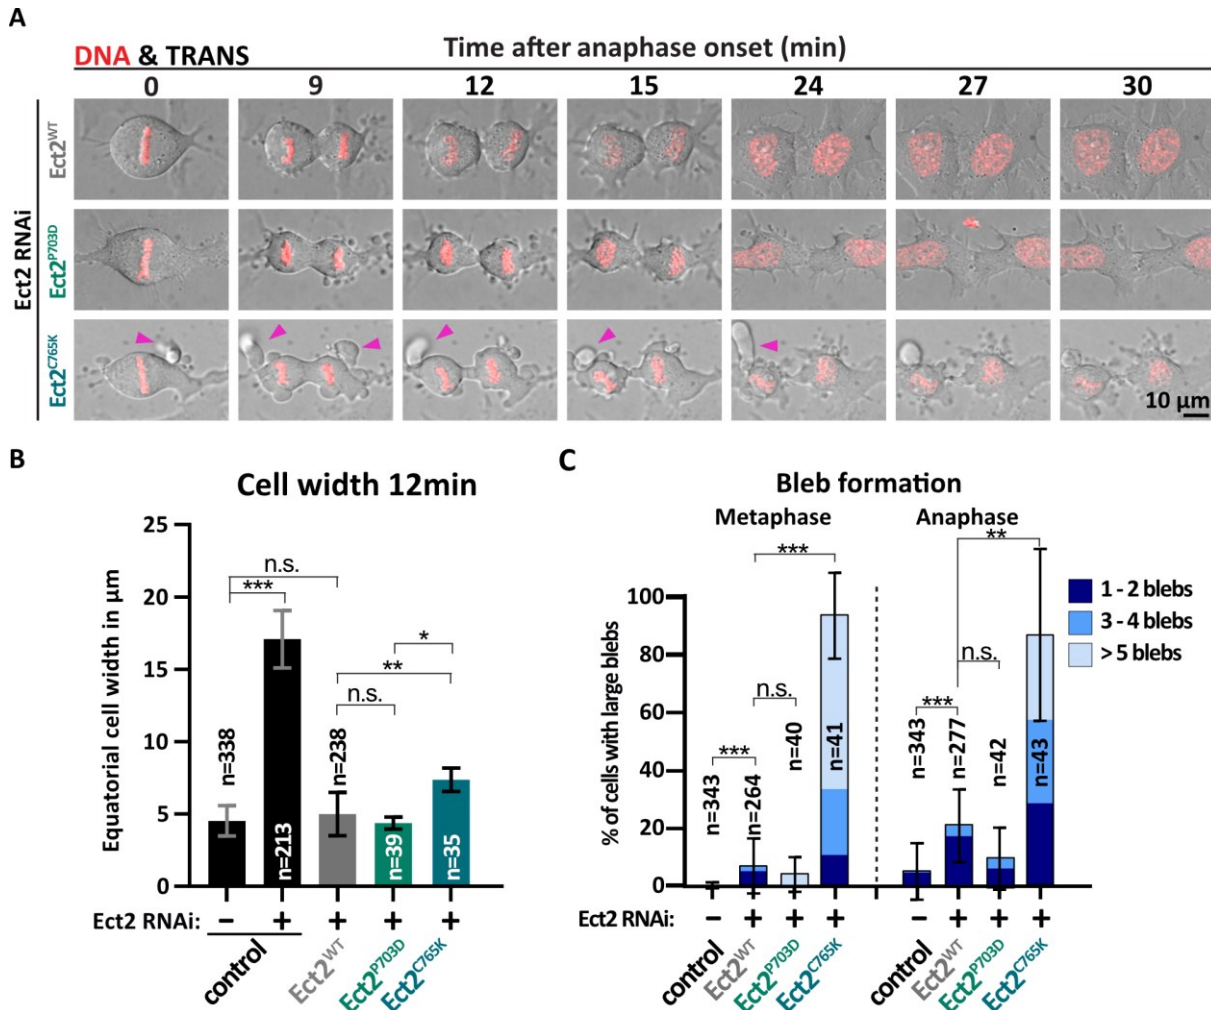 A
DNA & TRANS
Time after anaphase onset (min)
0 9 12 15 24 27 30
Ect2 RNAi
Ect2WT
Ect2P703D
Ect2C765K
10 µm
B
Cell width 12min
Equatorial cell width in µm
25
20
15
10
5
0
n.s.
***
*
**
n.s.
n=338
n=213
n=238
n=39
n=35
Ect2 RNAi: – + + + +
control
Ect2WT
Ect2P703D
Ect2C765K
C
Bleb formation
Metaphase Anaphase
% of cells with large blebs
100
80
60
40
20
0
***
n.s.
***
n=343
n=264
n=40
n=41
**
n.s.
***
n=343
n=277
n=42
n=43
1 - 2 blebs
3 - 4 blebs
> 5 blebs
Ect2 RNAi: – + + + – + + +
control
Ect2WT
Ect2P703D
Ect2C765K
control
Ect2WT
Ect2P703D
Ect2C765K